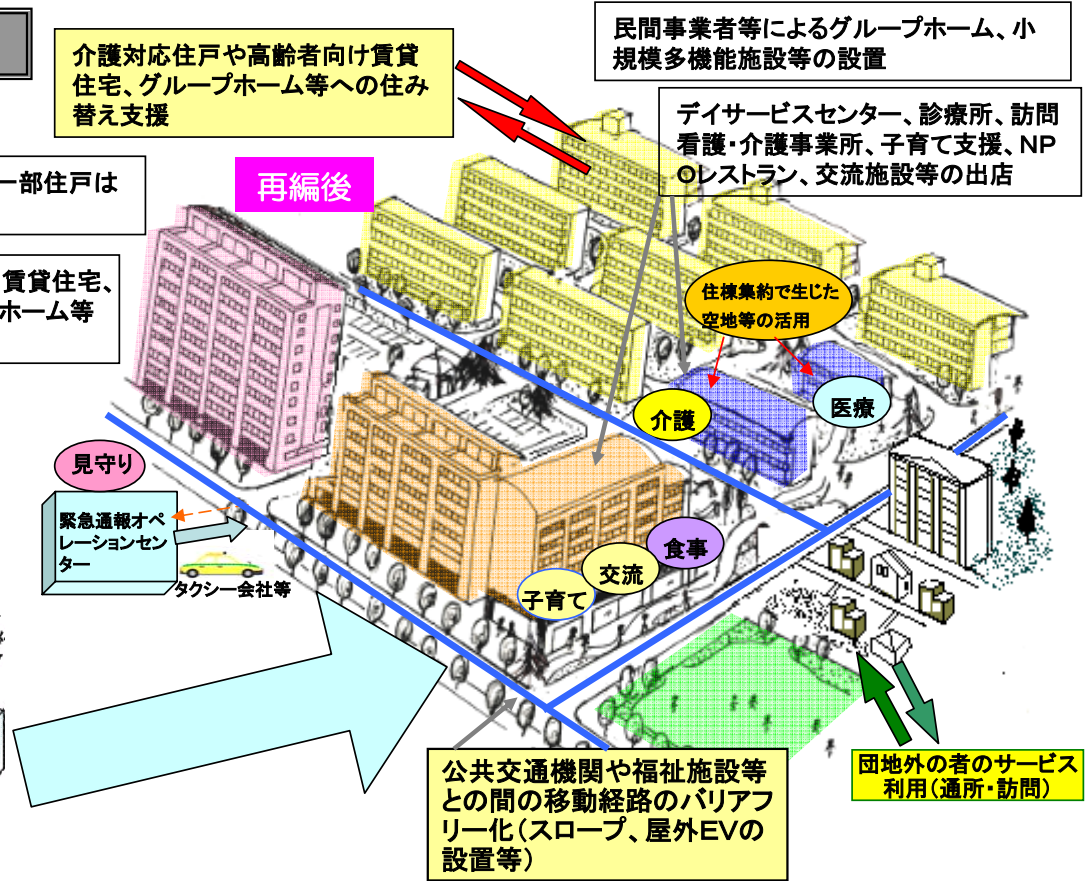 民間事業者等によるグループホーム、小
規模多機能施設等の設置
介護対応住戸や高齢者向け賃貸
住宅、グループホーム等への住み
替え支援
デイサービスセンター、診療所、訪問
看護・介護事業所、子育て支援、NP
Oレストラン、交流施設等の出店
一部住戸は
再編後
賃貸住宅、
ホーム等
住棟集約で生じた
空地等の活用
介護
医療
見守り
緊急通報オペ
レーションセン
ター
タクシー会社等
食事
交流
子育て
団地外の者のサービス
利用(通所・訪問)
公共交通機関や福祉施設等
との間の移動経路のバリアフ
リー化(スロープ、屋外EVの
設置等)